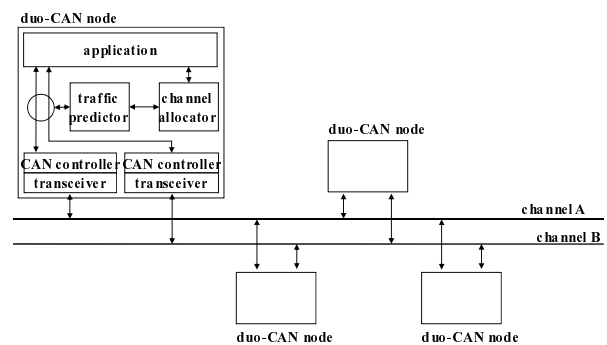 duo-CAN node
application
traffic
predictor
channel
allocator
CAN controller
transceiver
CAN controller
transceiver
duo-CAN node
channel A
channel B
duo-CAN node
duo-CAN node